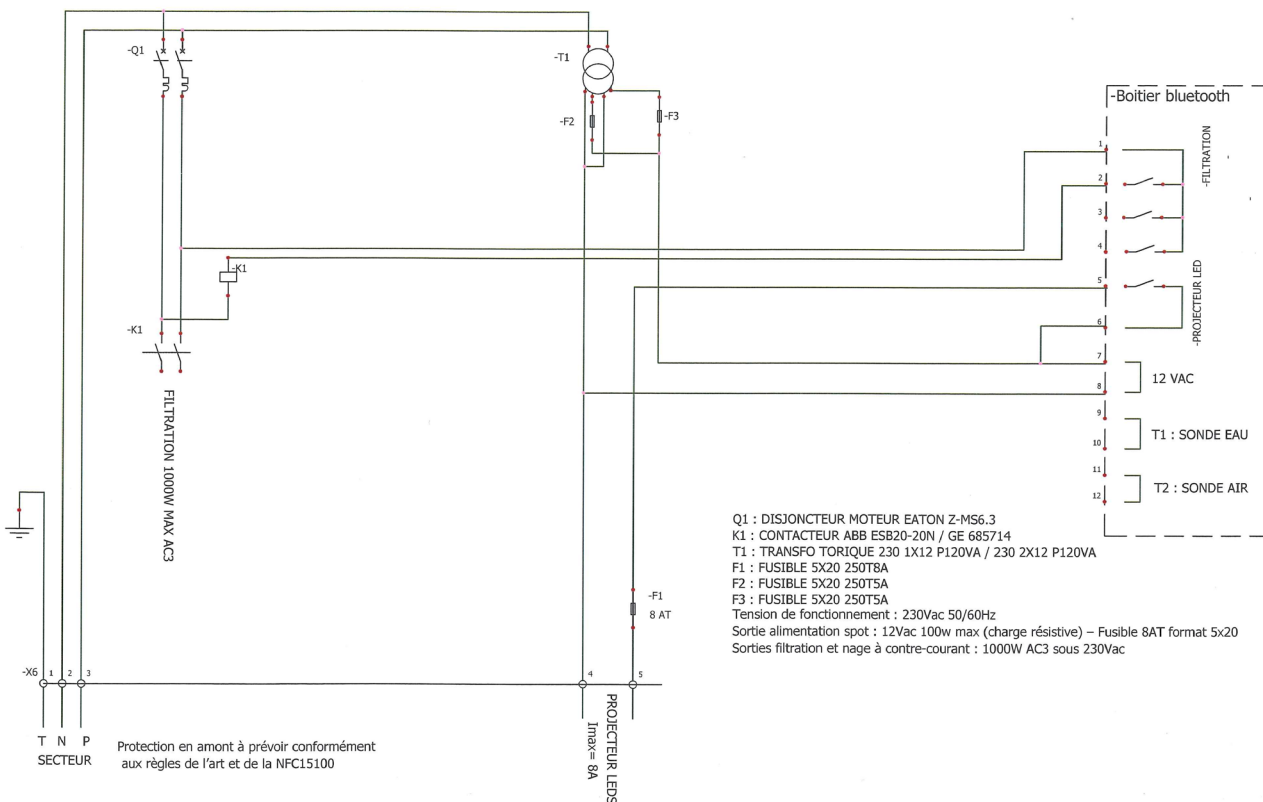 -Q1
-T1
-F2
-F3
-Boitier bluetooth
1
2
3
4
5
6
7
8
9
10
11
12
-FILTRATION
-PROJECTEUR LED
12 VAC
T1 : SONDE EAU
T2 : SONDE AIR
-K1
-K1
FILTRATION 1000W MAX AC3
Q1 : DISJONCTEUR MOTEUR EATON Z-MS6.3
K1 : CONTACTEUR ABB ESB20-20N / GE 685714
T1 : TRANSFO TORIQUE 230 1X12 P120VA / 230 2X12 P120VA
F1 : FUSIBLE 5X20 250T8A
F2 : FUSIBLE 5X20 250T5A
F3 : FUSIBLE 5X20 250T5A
Tension de fonctionnement : 230Vac 50/60Hz
Sortie alimentation spot : 12Vac 100w max (charge résistive) – Fusible 8AT format 5x20
Sorties filtration et nage à contre-courant : 1000W AC3 sous 230Vac
-F1
8 AT
-X6 1 2 3
4 5
T N P
SECTEUR
Protection en amont à prévoir conformément
aux règles de l'art et de la NFC15100
PROJECTEUR LEDS
Imax= 8A